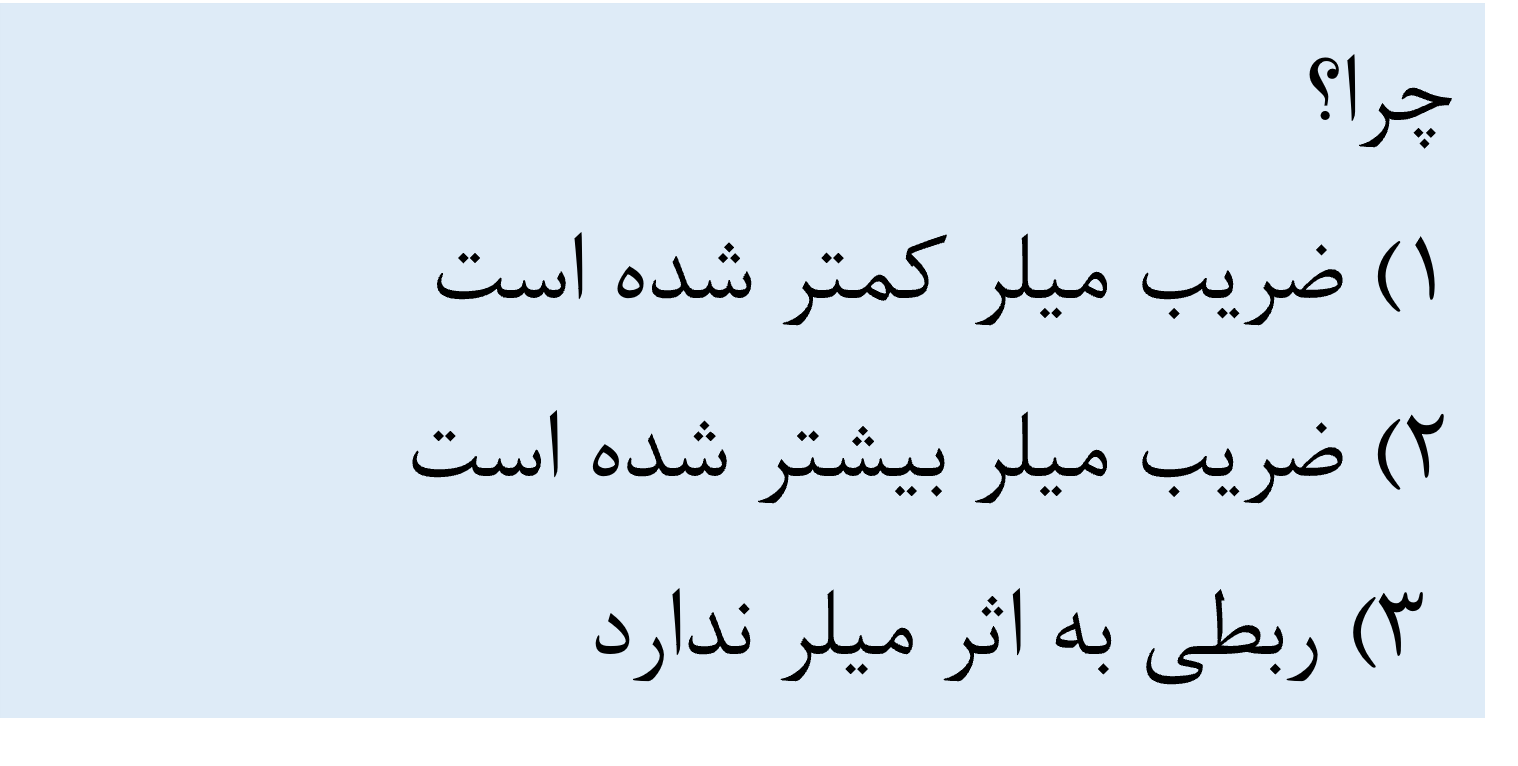 چرا؟
۱) ضریب میلر کمتر شده است
۲) ضریب میلر بیشتر شده است
۳) ربطی به اثر میلر ندارد